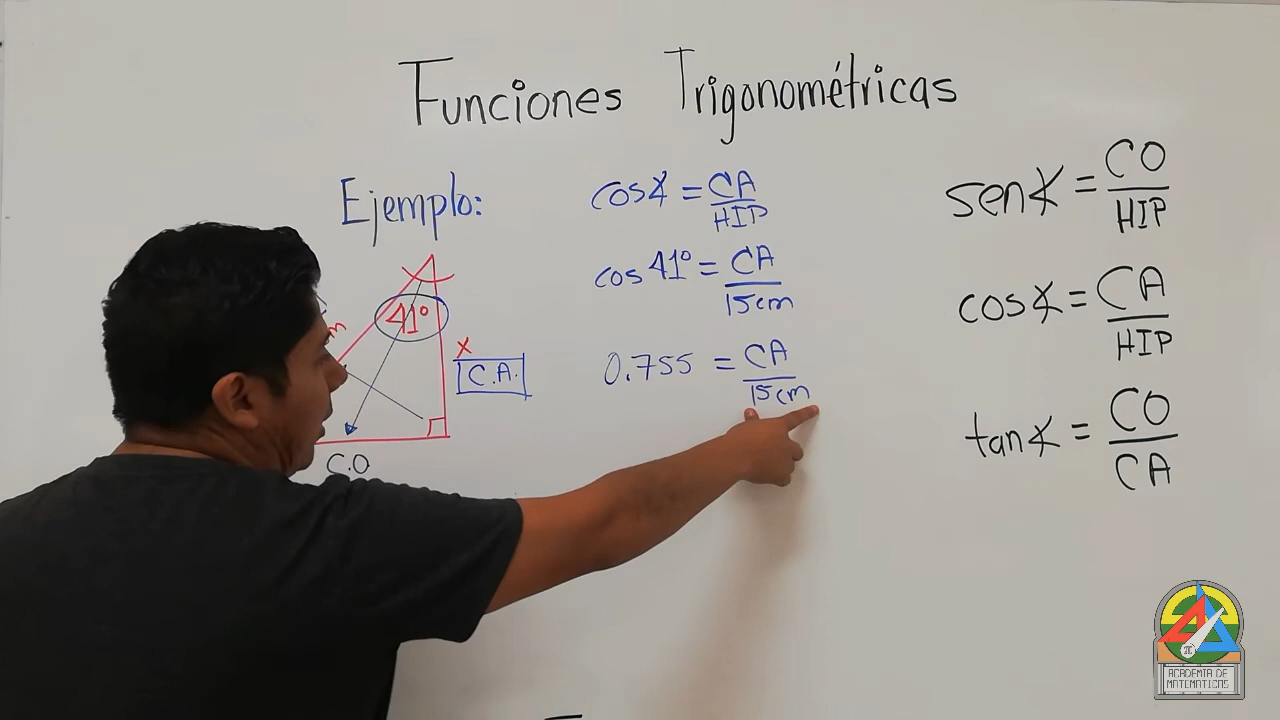 Funciones Trigonométricas
Ejemplo:
41°
x
C.A.
C.O
cos∡ = CA
HIP
cos 41° = CA
15cm
0.755 = CA
15cm
sen∡ = CO
HIP
cos∡ = CA
HIP
tan∡ = CO
CA
π
ACADEMIA DE
MATEMATICAS